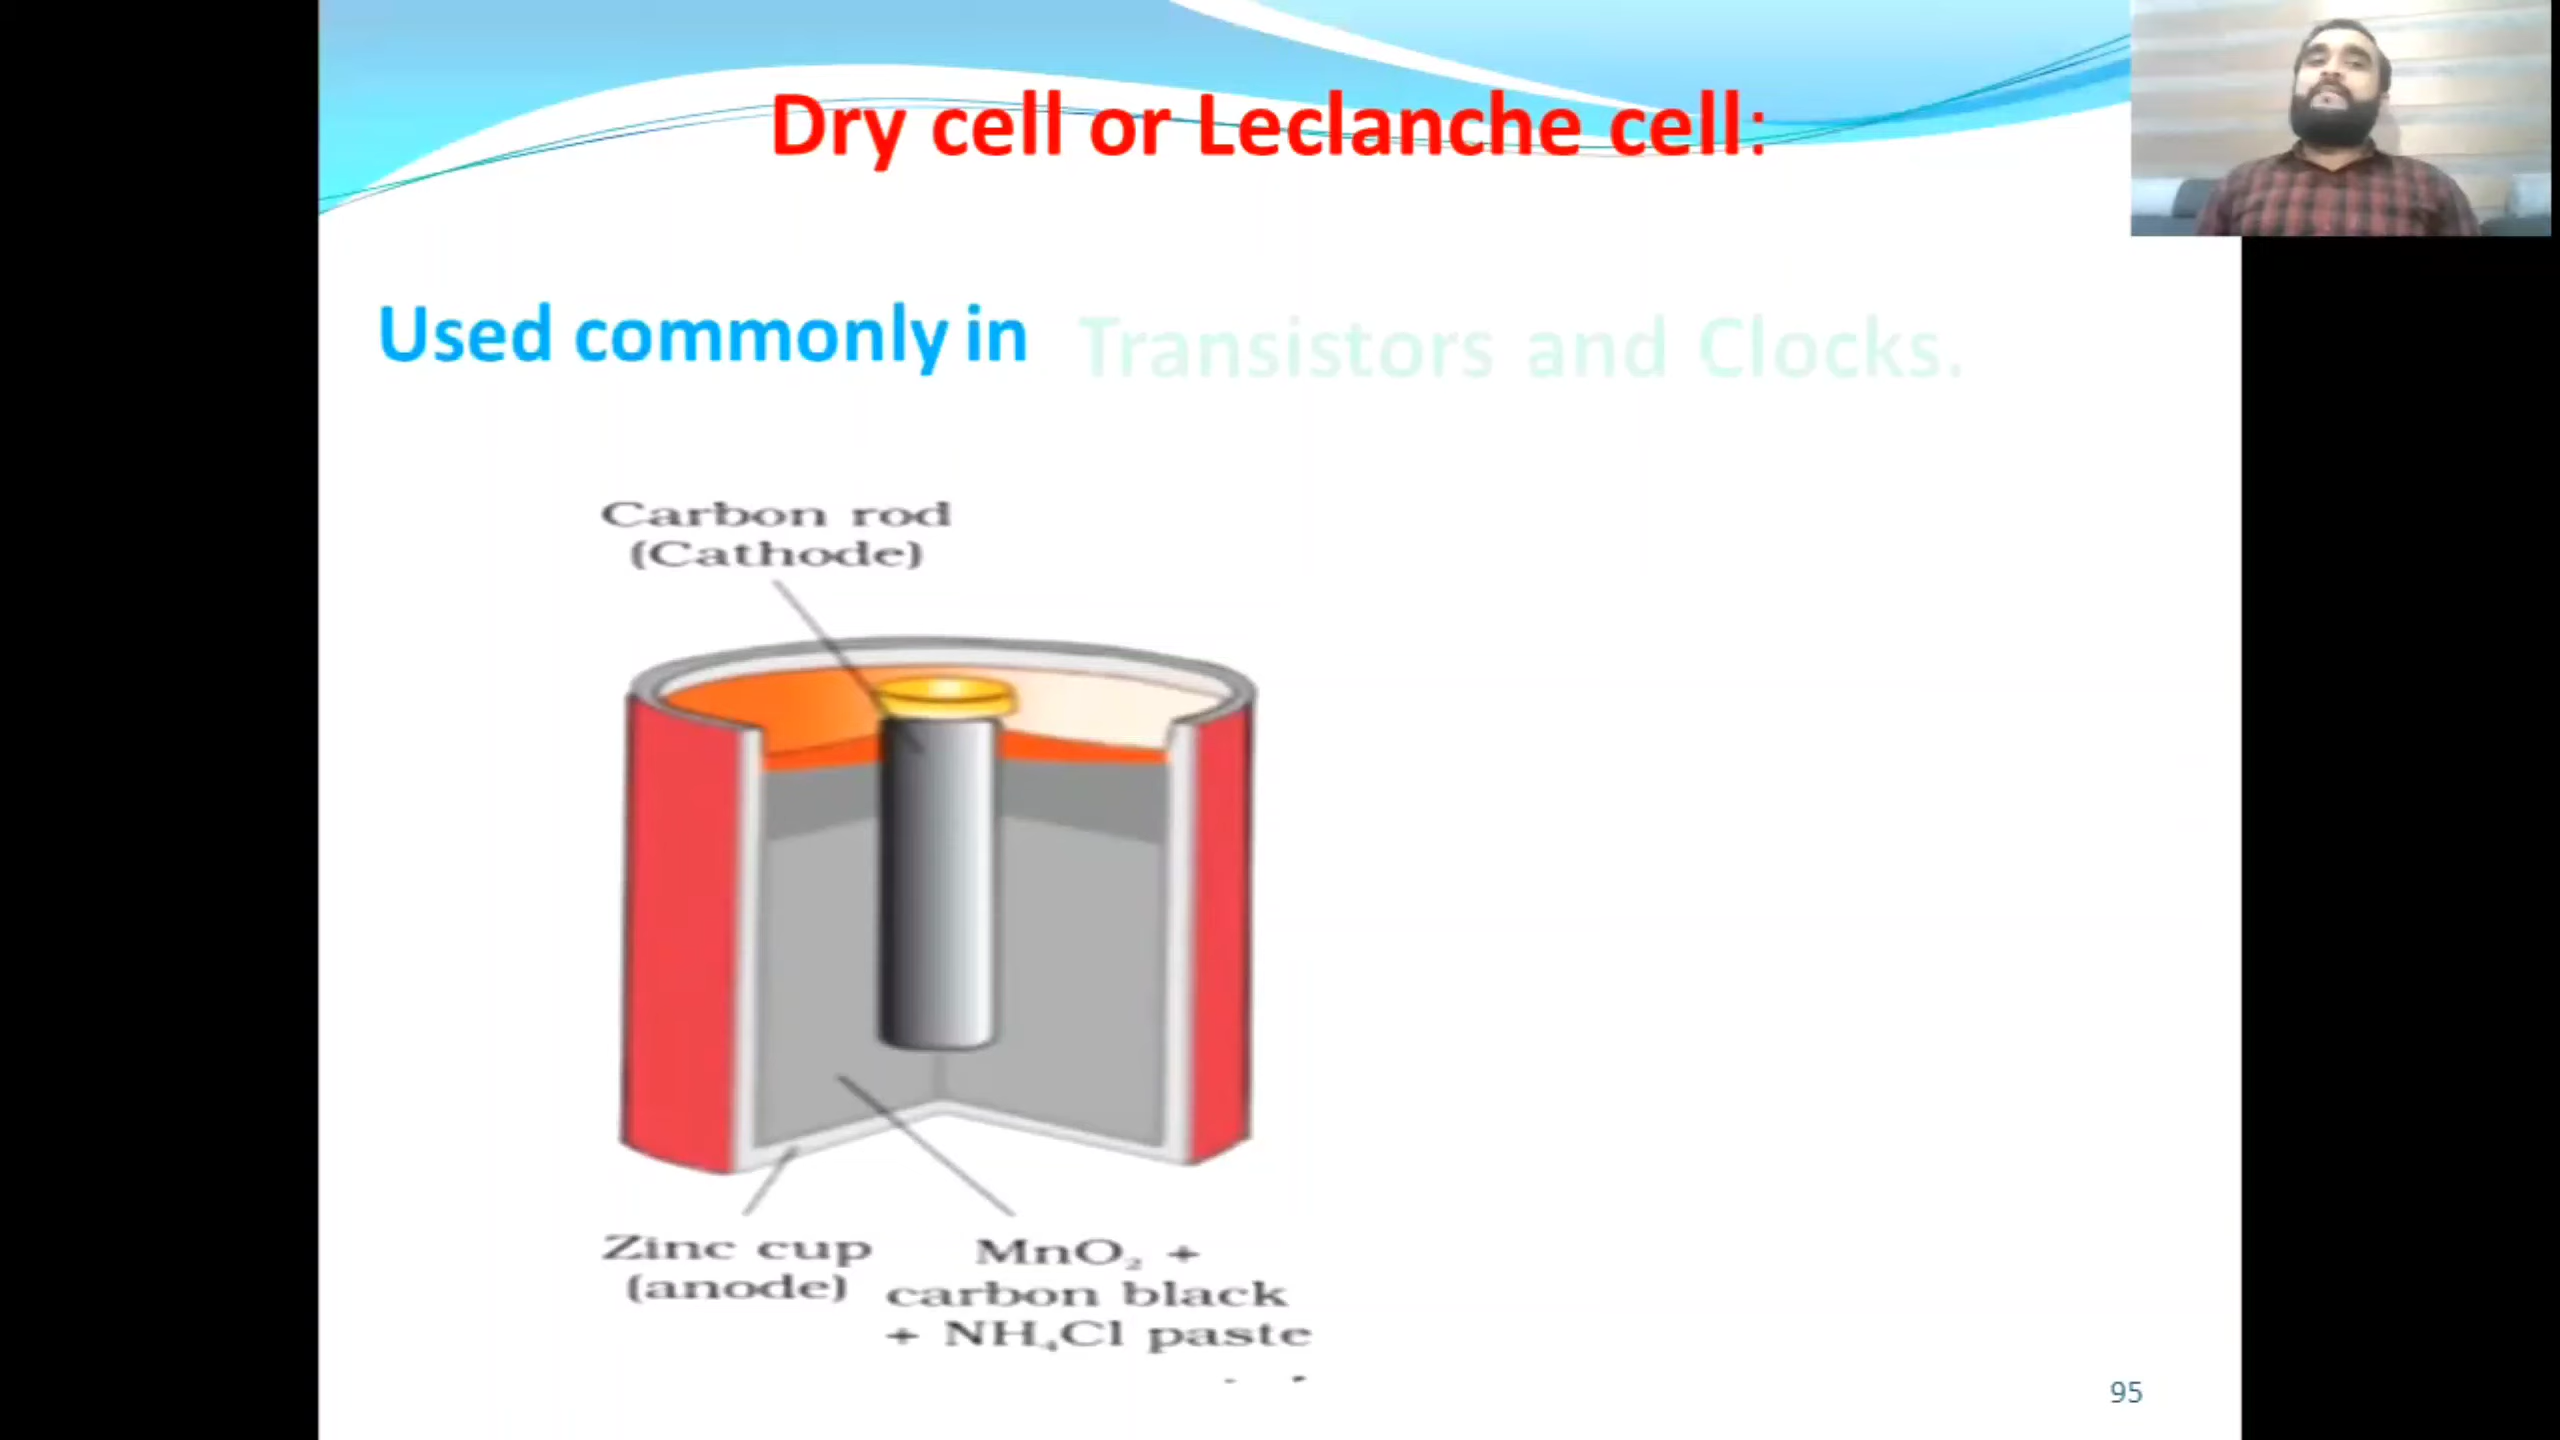 Dry cell or Leclanche cell:
Used commonly in Transistors and Clocks.
Carbon rod
(Cathode)
Zinc cup
(anode)
MnO₂ +
carbon black
+ NH₄Cl paste
95